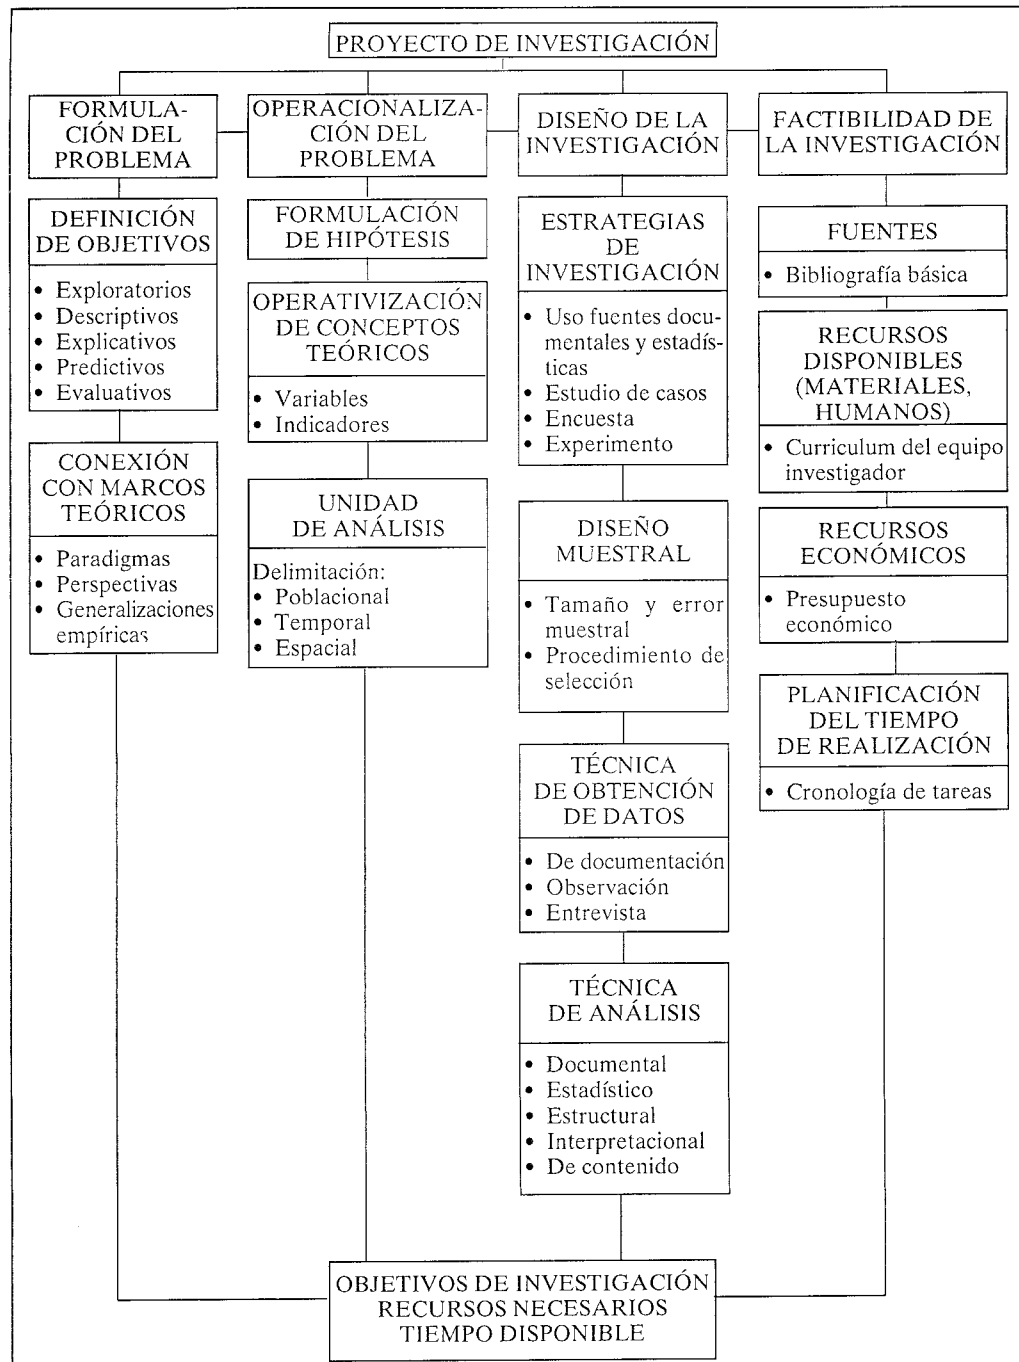 PROYECTO DE INVESTIGACIÓN
FORMULA-
CIÓN DEL
PROBLEMA
DEFINICIÓN
DE OBJETIVOS
• Exploratorios
• Descriptivos
• Explicativos
• Predictivos
• Evaluativos
CONEXIÓN
CON MARCOS
TEÓRICOS
• Paradigmas
• Perspectivas
• Generalizaciones
empíricas
OPERACIONALIZA-
CIÓN DEL
PROBLEMA
FORMULACIÓN
DE HIPÓTESIS
OPERATIVIZACIÓN
DE CONCEPTOS
TEÓRICOS
• Variables
• Indicadores
UNIDAD
DE ANÁLISIS
Delimitación:
• Poblacional
• Temporal
• Espacial
DISEÑO DE LA
INVESTIGACIÓN
ESTRATEGIAS
DE
INVESTIGACIÓN
• Uso fuentes docu-
mentales y estadís-
ticas
• Estudio de casos
• Encuesta
• Experimento
DISEÑO
MUESTRAL
• Tamaño y error
muestral
• Procedimiento de
selección
TÉCNICA
DE OBTENCIÓN
DE DATOS
• De documentación
• Observación
• Entrevista
TÉCNICA
DE ANÁLISIS
• Documental
• Estadístico
• Estructural
• Interpretacional
• De contenido
FACTIBILIDAD DE
LA INVESTIGACIÓN
FUENTES
• Bibliografía básica
RECURSOS
DISPONIBLES
(MATERIALES,
HUMANOS)
• Curriculum del equipo
investigador
RECURSOS
ECONÓMICOS
• Presupuesto
económico
PLANIFICACIÓN
DEL TIEMPO
DE REALIZACIÓN
• Cronología de tareas
OBJETIVOS DE INVESTIGACIÓN
RECURSOS NECESARIOS
TIEMPO DISPONIBLE